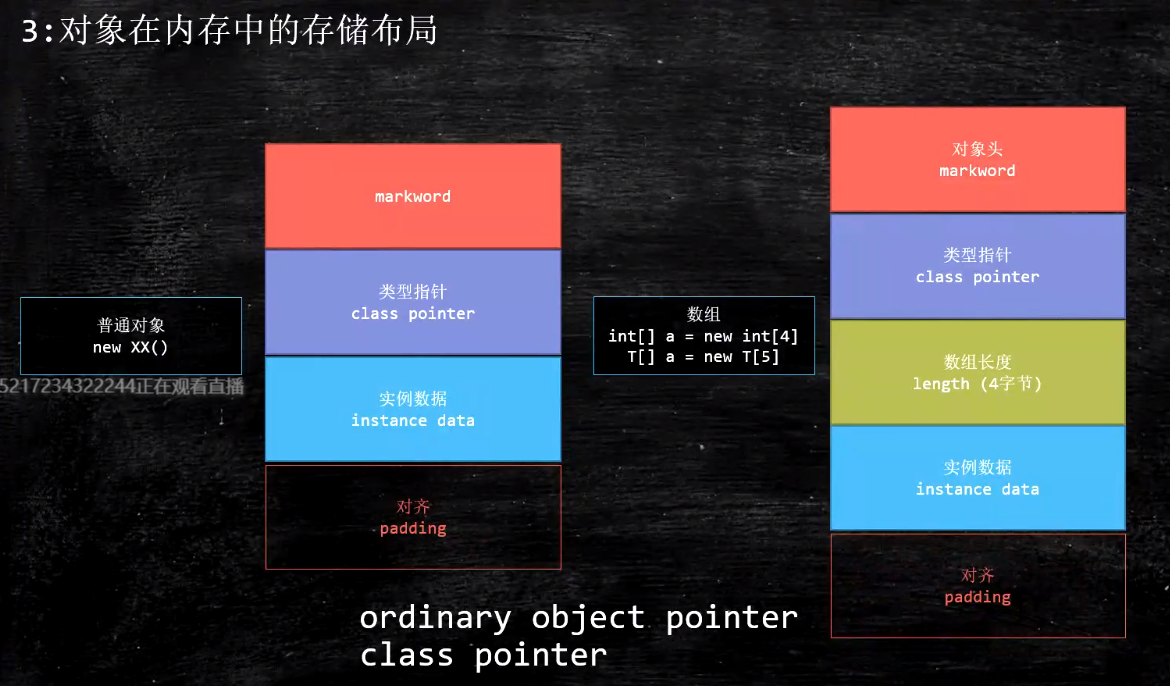 3:对象在内存中的存储布局
普通对象
new XX()
5217234322244正在观看直播
markword
类型指针
class pointer
实例数据
instance data
对齐
padding
数组
int[] a = new int[4]
T[] a = new T[5]
对象头
markword
类型指针
class pointer
数组长度
length (4字节)
实例数据
instance data
对齐
padding
ordinary object pointer
class pointer